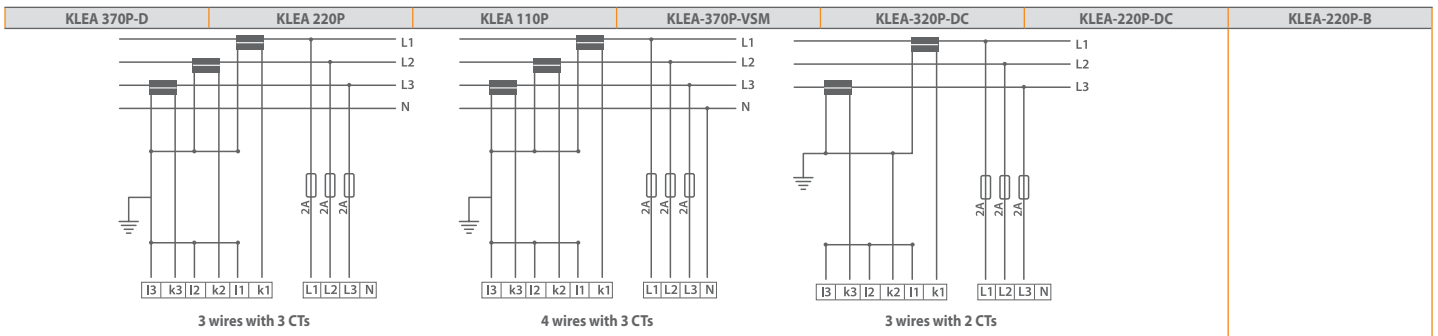 KLEA 370P-D KLEA 220P KLEA 110P KLEA-370P-VSM KLEA-320P-DC KLEA-220P-DC KLEA-220P-B
L1
L2
L3
N
2A 2A 2A
l3 k3 l2 k2 l1 k1 L1 L2 L3 N
3 wires with 3 CTs
L1
L2
L3
N
2A 2A 2A
l3 k3 l2 k2 l1 k1 L1 L2 L3 N
4 wires with 3 CTs
L1
L2
L3
2A 2A 2A
l3 k3 l2 k2 l1 k1 L1 L2 L3 N
3 wires with 2 CTs